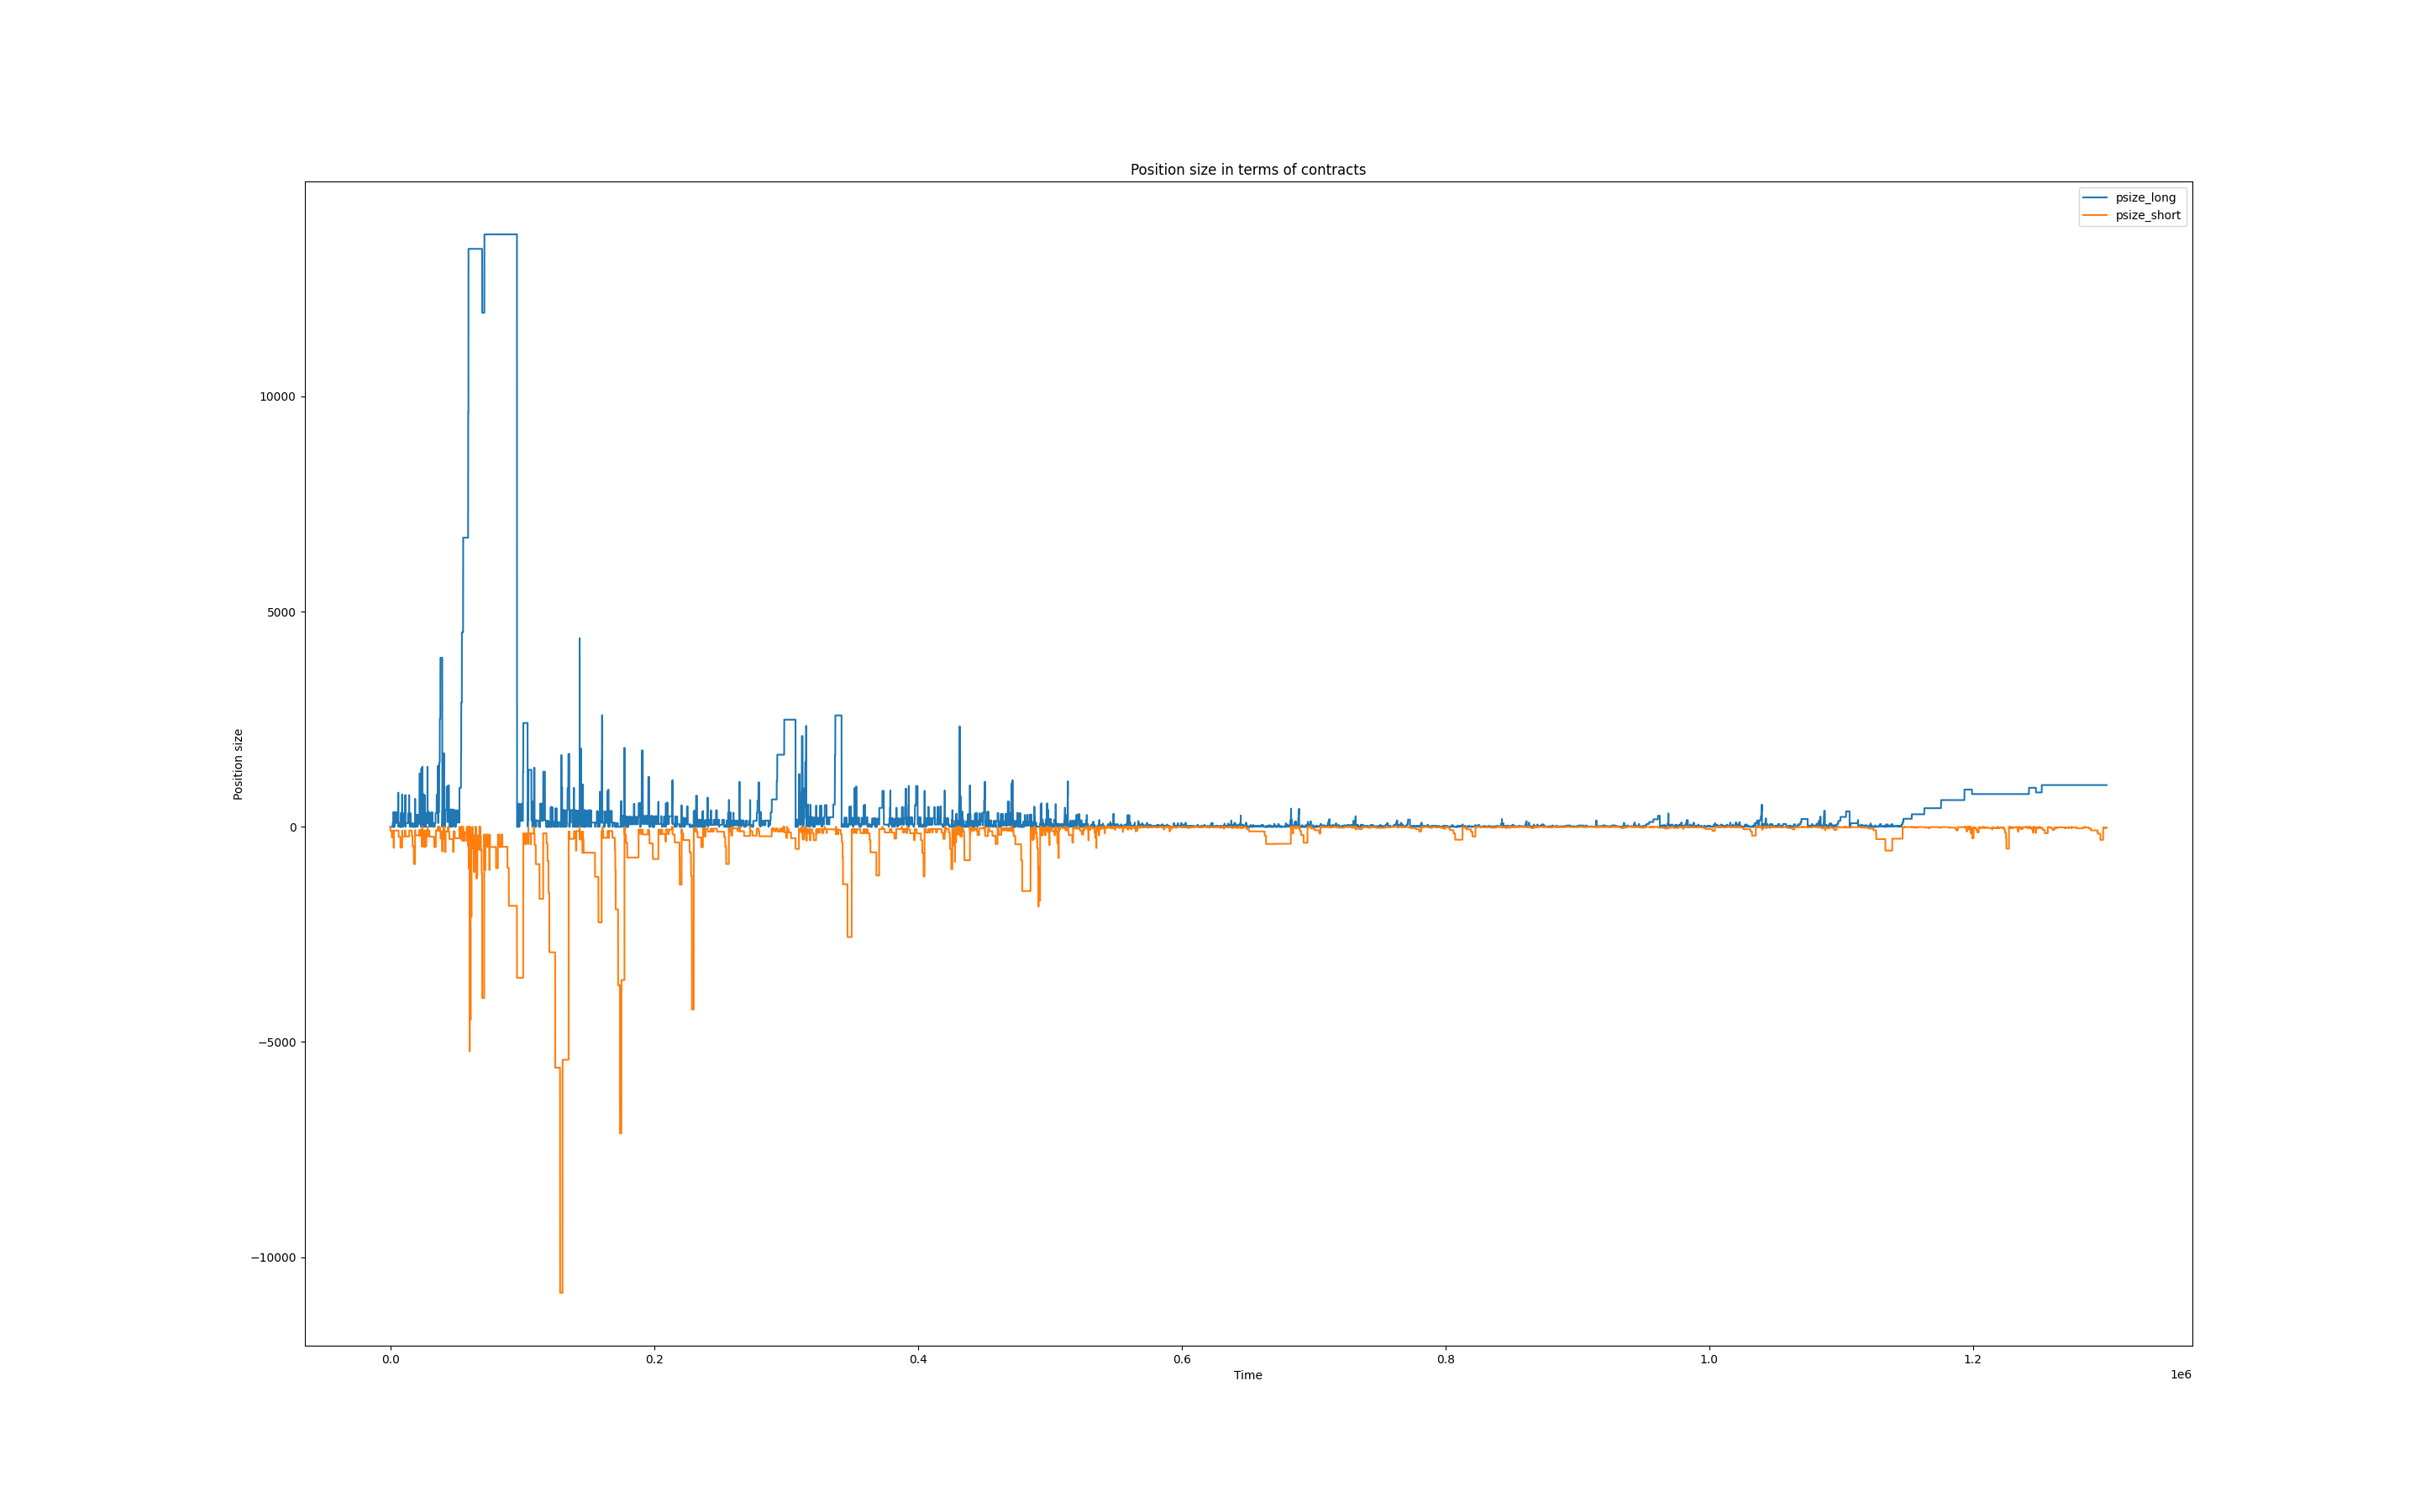 Position size in terms of contracts
psize_long
psize_short
Position size
10000
5000
0
−5000
−10000
0.0
0.2
0.4
0.6
0.8
1.0
1.2
1e6
Time